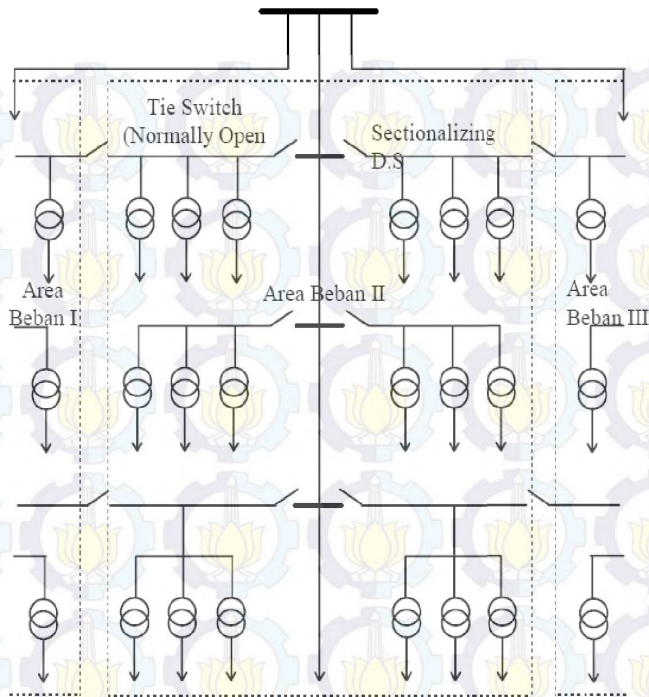 Tie Switch
(Normally Open
Sectionalizing
D.S
Area
Beban I
Area Beban II
Area
Beban III